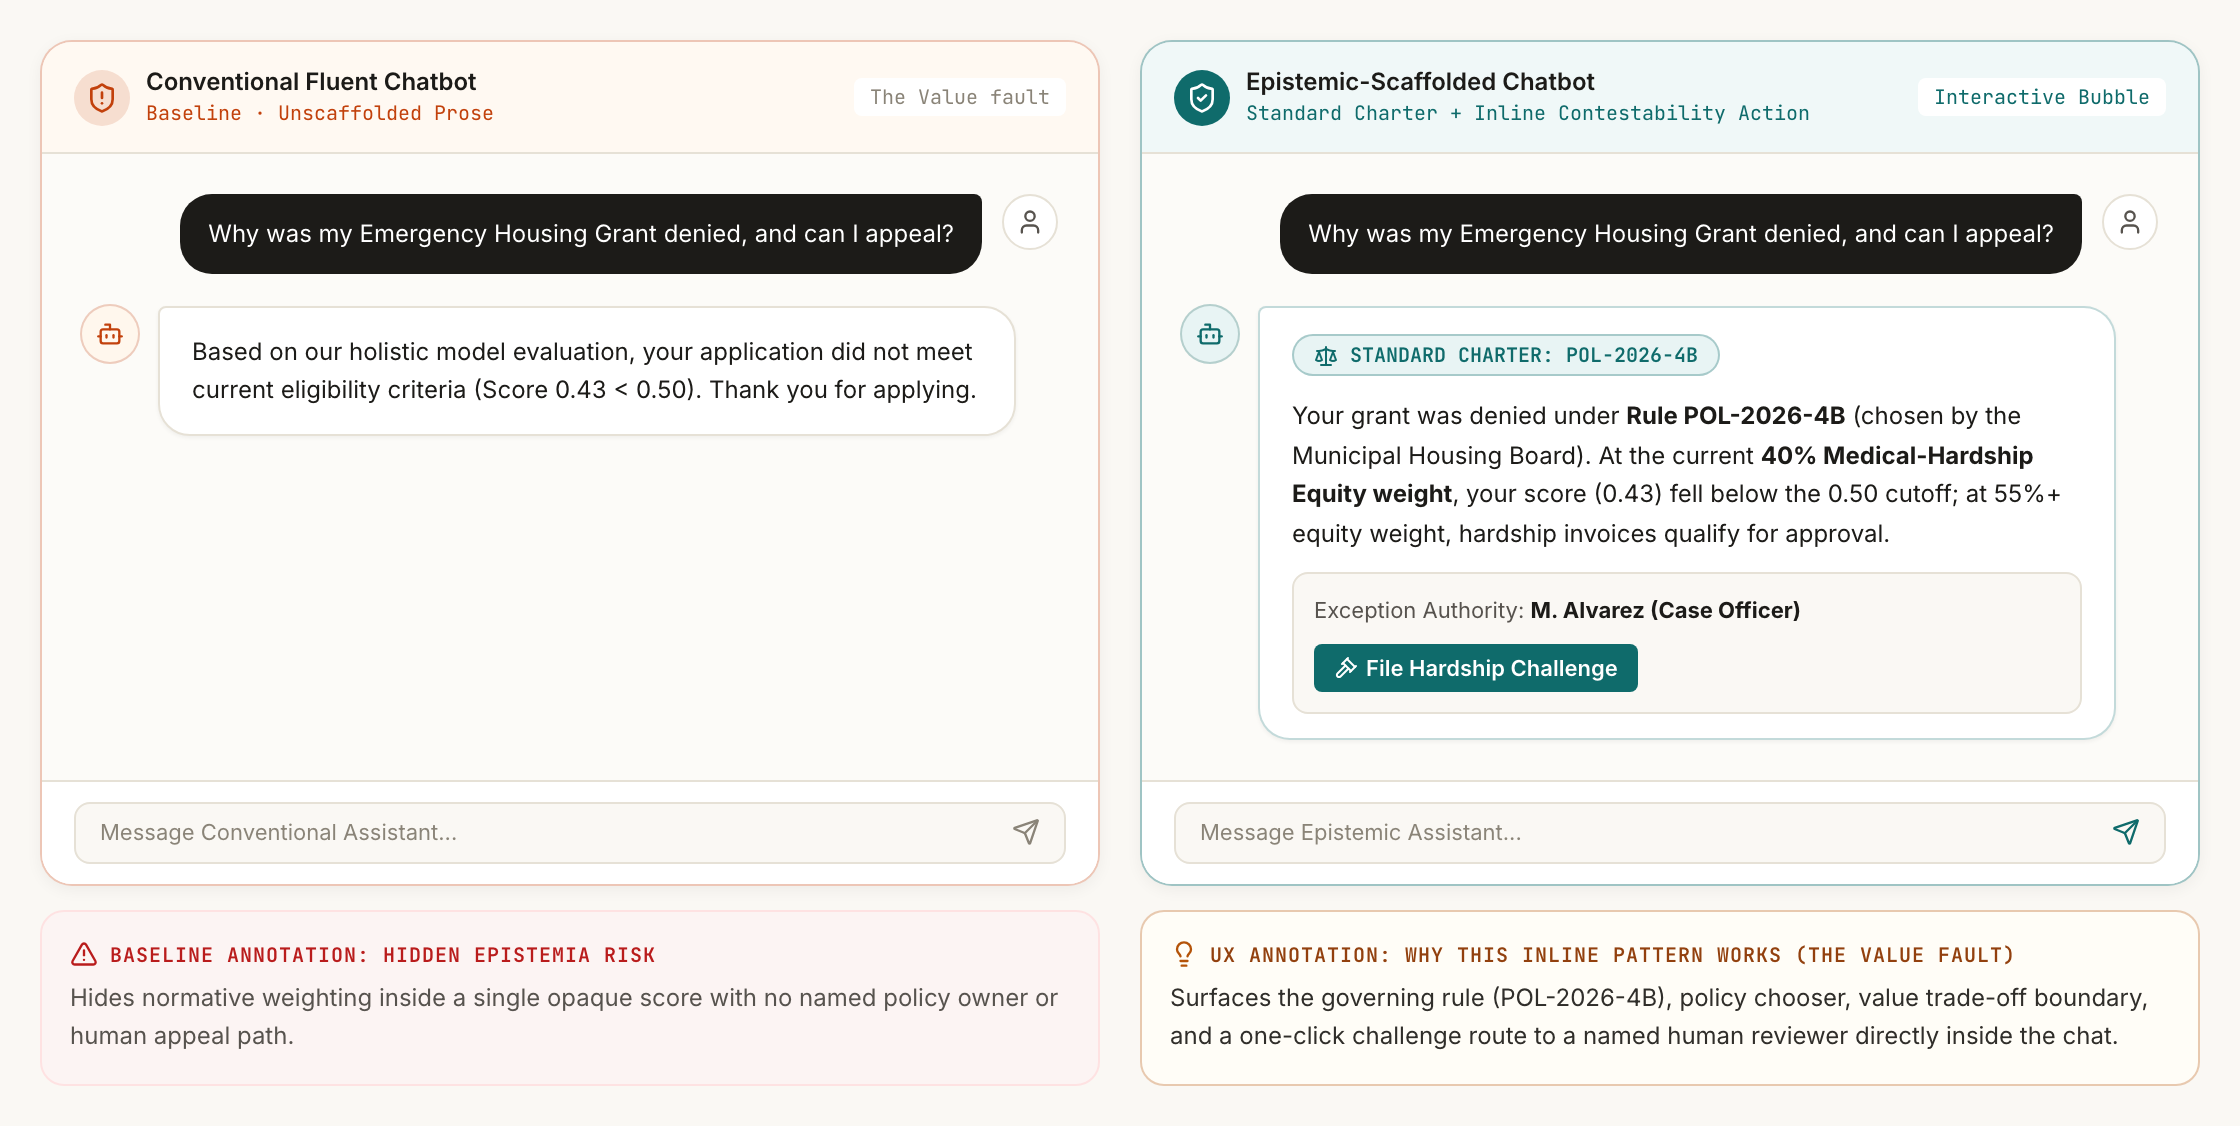 Conventional Fluent Chatbot
Baseline · Unscaffolded Prose
The Value fault
Why was my Emergency Housing Grant denied, and can I appeal?
Based on our holistic model evaluation, your application did not meet
current eligibility criteria (Score 0.43 < 0.50). Thank you for applying.
Message Conventional Assistant...
BASELINE ANNOTATION: HIDDEN EPISTEMIA RISK
Hides normative weighting inside a single opaque score with no named policy owner or
human appeal path.
Epistemic-Scaffolded Chatbot
Standard Charter + Inline Contestability Action
Interactive Bubble
Why was my Emergency Housing Grant denied, and can I appeal?
STANDARD CHARTER: POL-2026-4B
Your grant was denied under Rule POL-2026-4B (chosen by the
Municipal Housing Board). At the current 40% Medical-Hardship
Equity weight, your score (0.43) fell below the 0.50 cutoff; at 55%+
equity weight, hardship invoices qualify for approval.
Exception Authority: M. Alvarez (Case Officer)
File Hardship Challenge
Message Epistemic Assistant...
UX ANNOTATION: WHY THIS INLINE PATTERN WORKS (THE VALUE FAULT)
Surfaces the governing rule (POL-2026-4B), policy chooser, value trade-off boundary,
and a one-click challenge route to a named human reviewer directly inside the chat.